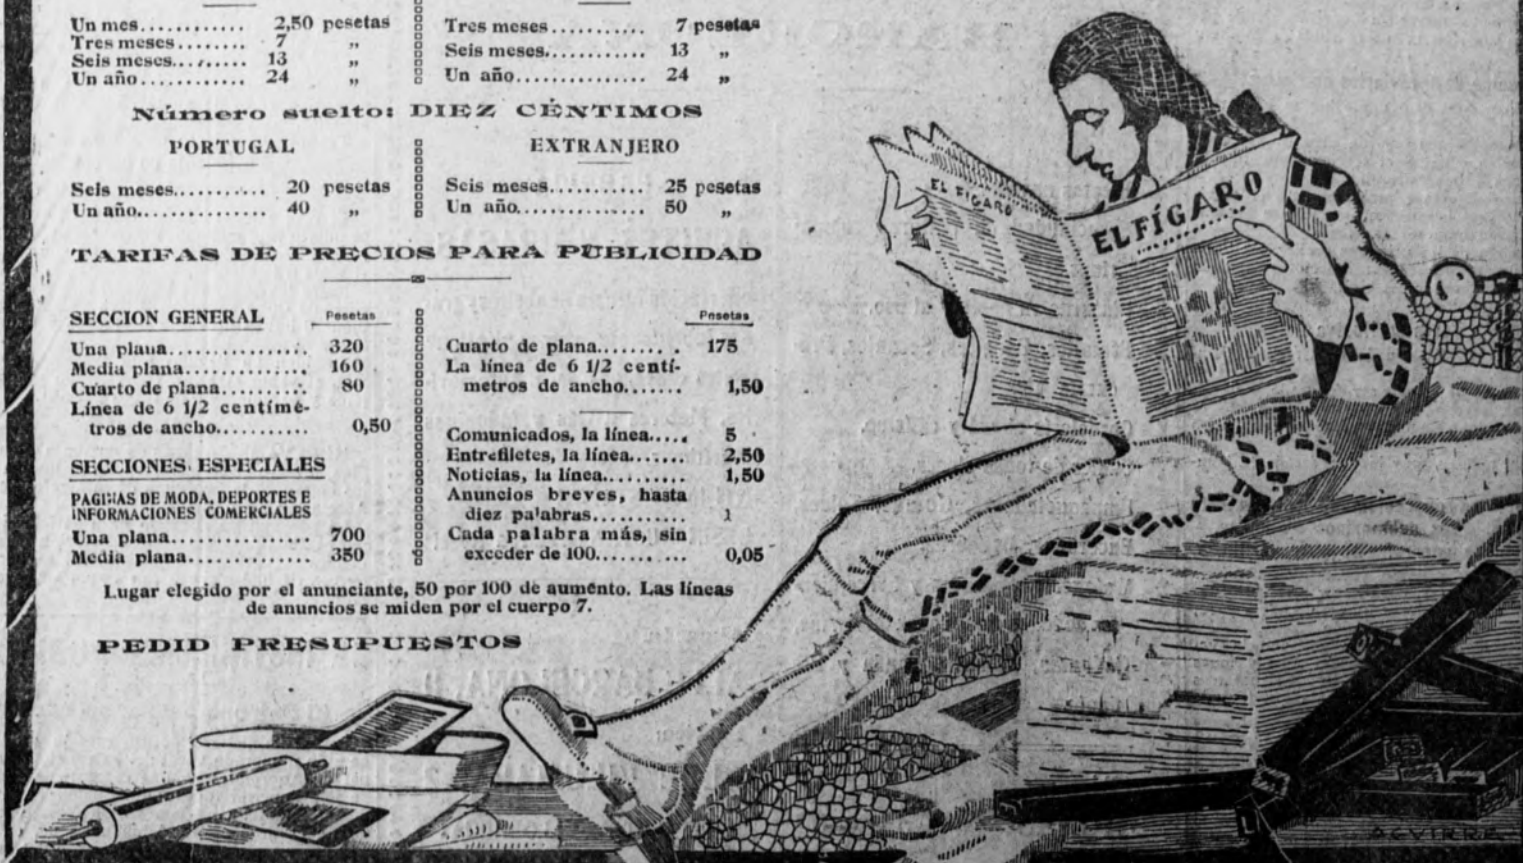 Un mes............ 2,50 pesetas
Tres meses........ 7 „
Seis meses......... 13 „
Un año............ 24 „
Tres meses........... 7 pesetas
Seis meses............ 13 „
Un año............... 24 „
Número suelto: DIEZ CÉNTIMOS
PORTUGAL
Seis meses........... 20 pesetas
Un año.............. 40 „
EXTRANJERO
Seis meses............ 25 pesetas
Un año............... 50 „
TARIFAS DE PRECIOS PARA PUBLICIDAD
SECCION GENERAL Pesetas
Una plana................ 320
Media plana............. 160
Cuarto de plana.......... 80
Línea de 6 1/2 centíme-
tros de ancho........... 0,50
SECCIONES ESPECIALES
PAGINAS DE MODA, DEPORTES E
INFORMACIONES COMERCIALES
Una plana................ 700
Media plana.............. 350
Pesetas
Cuarto de plana........ . 175
La línea de 6 1/2 centí-
metros de ancho....... 1,50
Comunicados, la línea..... 5
Entrefiletes, la línea....... 2,50
Noticias, la línea.......... 1,50
Anuncios breves, hasta
diez palabras........... 1
Cada palabra más, sin
exceder de 100....... ... 0,05
Lugar elegido por el anunciante, 50 por 100 de aumento. Las líneas
de anuncios se miden por el cuerpo 7.
PEDID PRESUPUESTOS
EL FIGARO
EL FÍGARO
AGUIRRE